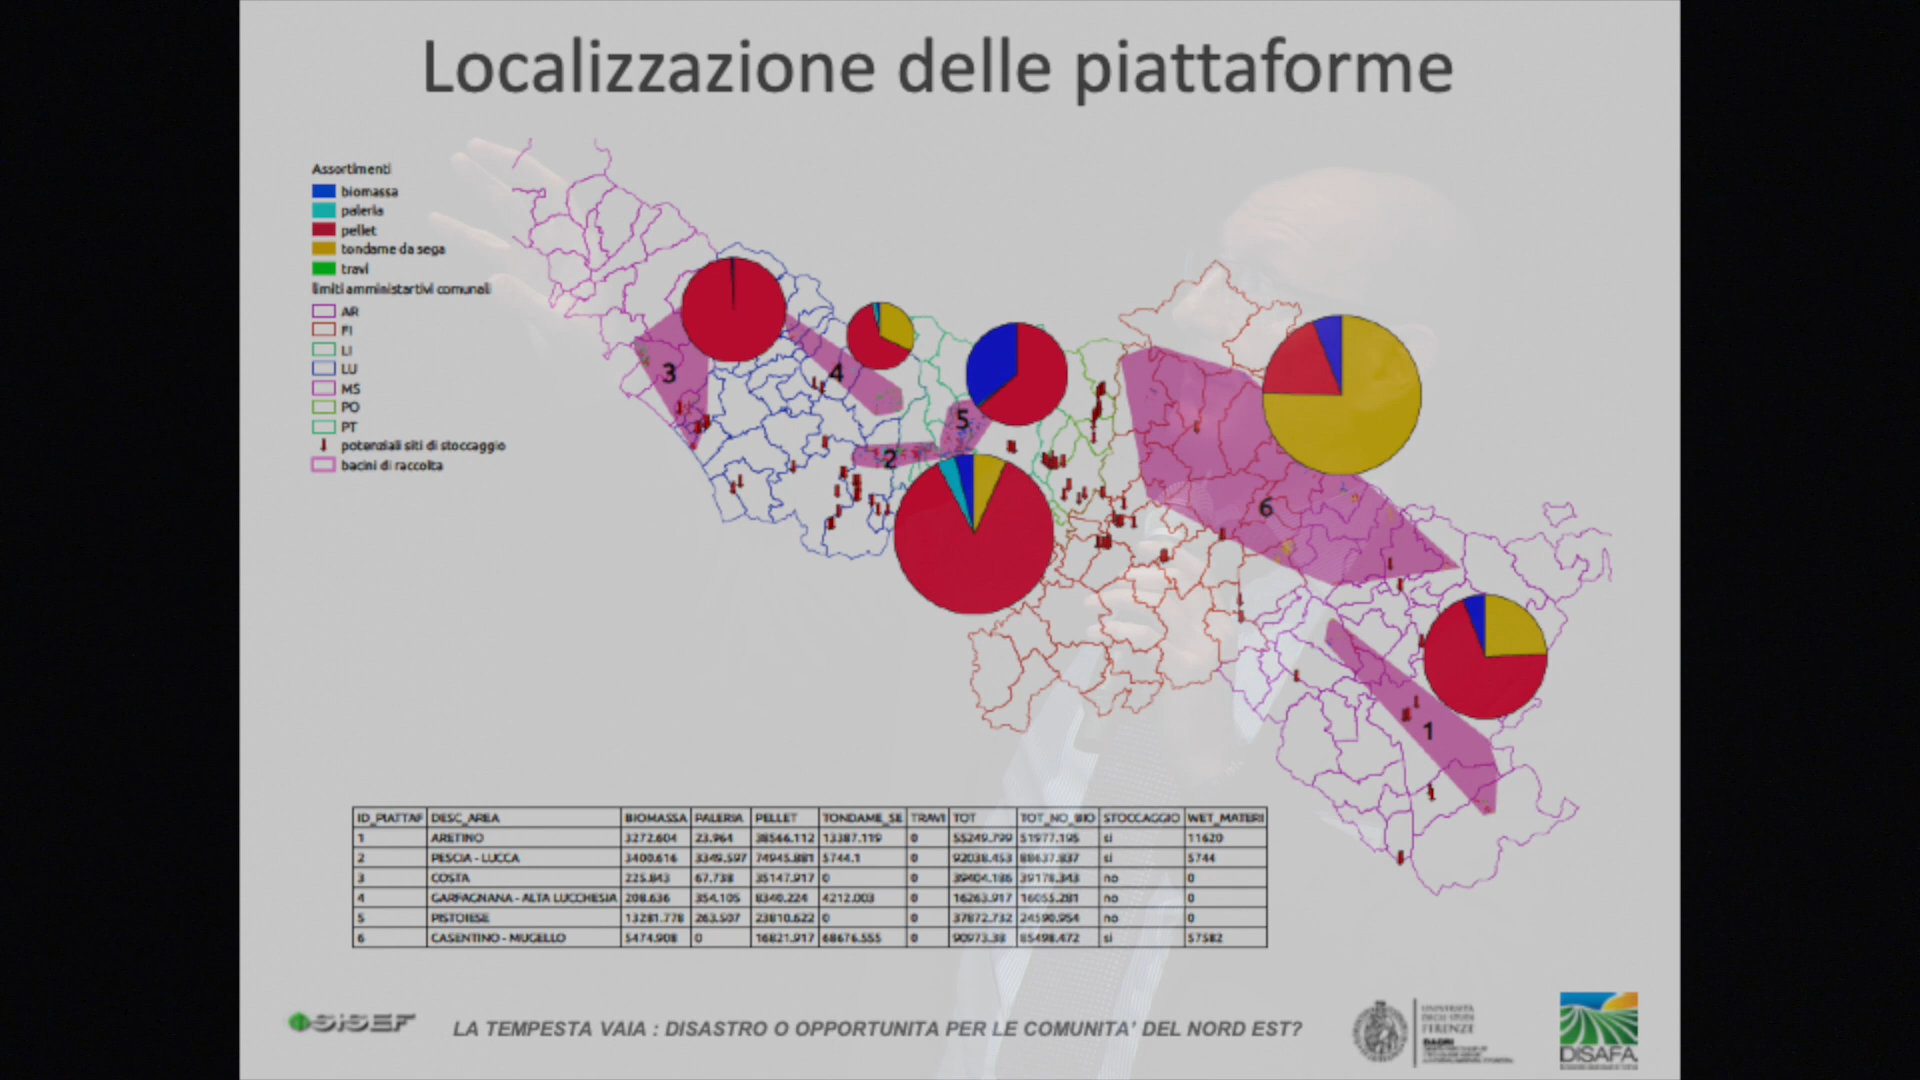 Localizzazione delle piattaforme
Assortimenti
biomassa
paleria
pellet
tondame da sega
travi
limiti amministartivi comunali
AR
FI
LI
LU
MS
PO
PT
potenziali siti di stoccaggio
bacini di raccolta
3
4
5
2
6
1
ID_PIATTAF DESC_AREA BIOMASSA PALERIA PELLET TONDAME_SE TRAVI TOT TOT_NO_BIO STOCCAGGIO WET_MATERI
1 ARETINO 3272.604 23.964 38566.112 13387.119 0 55249.799 51977.195 si 11620
2 PESCIA - LUCCA 3400.616 3349.597 74945.881 5744.1 0 92038.453 88637.837 si 5744
3 COSTA 225.843 67.738 35147.917 0 0 39404.186 39178.343 no 0
4 GARFAGNANA - ALTA LUCCHESIA 208.636 354.105 8340.224 4212.003 0 16263.917 16055.281 no 0
5 PISTOIESE 13281.778 263.507 23810.622 0 0 37872.732 24590.954 no 0
6 CASENTINO - MUGELLO 5474.908 0 16821.917 68676.555 0 90973.38 85498.472 si 57582
SISEF
LA TEMPESTA VAIA : DISASTRO O OPPORTUNITA PER LE COMUNITA' DEL NORD EST?
UNIVERSITÀ
DEGLI STUDI
FIRENZE
DAGRI
DISAFA